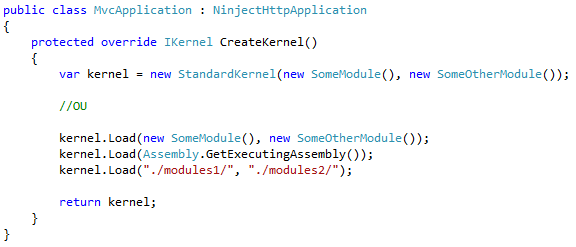 public class MvcApplication : NinjectHttpApplication
{
    protected override IKernel CreateKernel()
    {
        var kernel = new StandardKernel(new SomeModule(), new SomeOtherModule());

        //OU

        kernel.Load(new SomeModule(), new SomeOtherModule());
        kernel.Load(Assembly.GetExecutingAssembly());
        kernel.Load("./modules1/", "./modules2/");

        return kernel;
    }
}